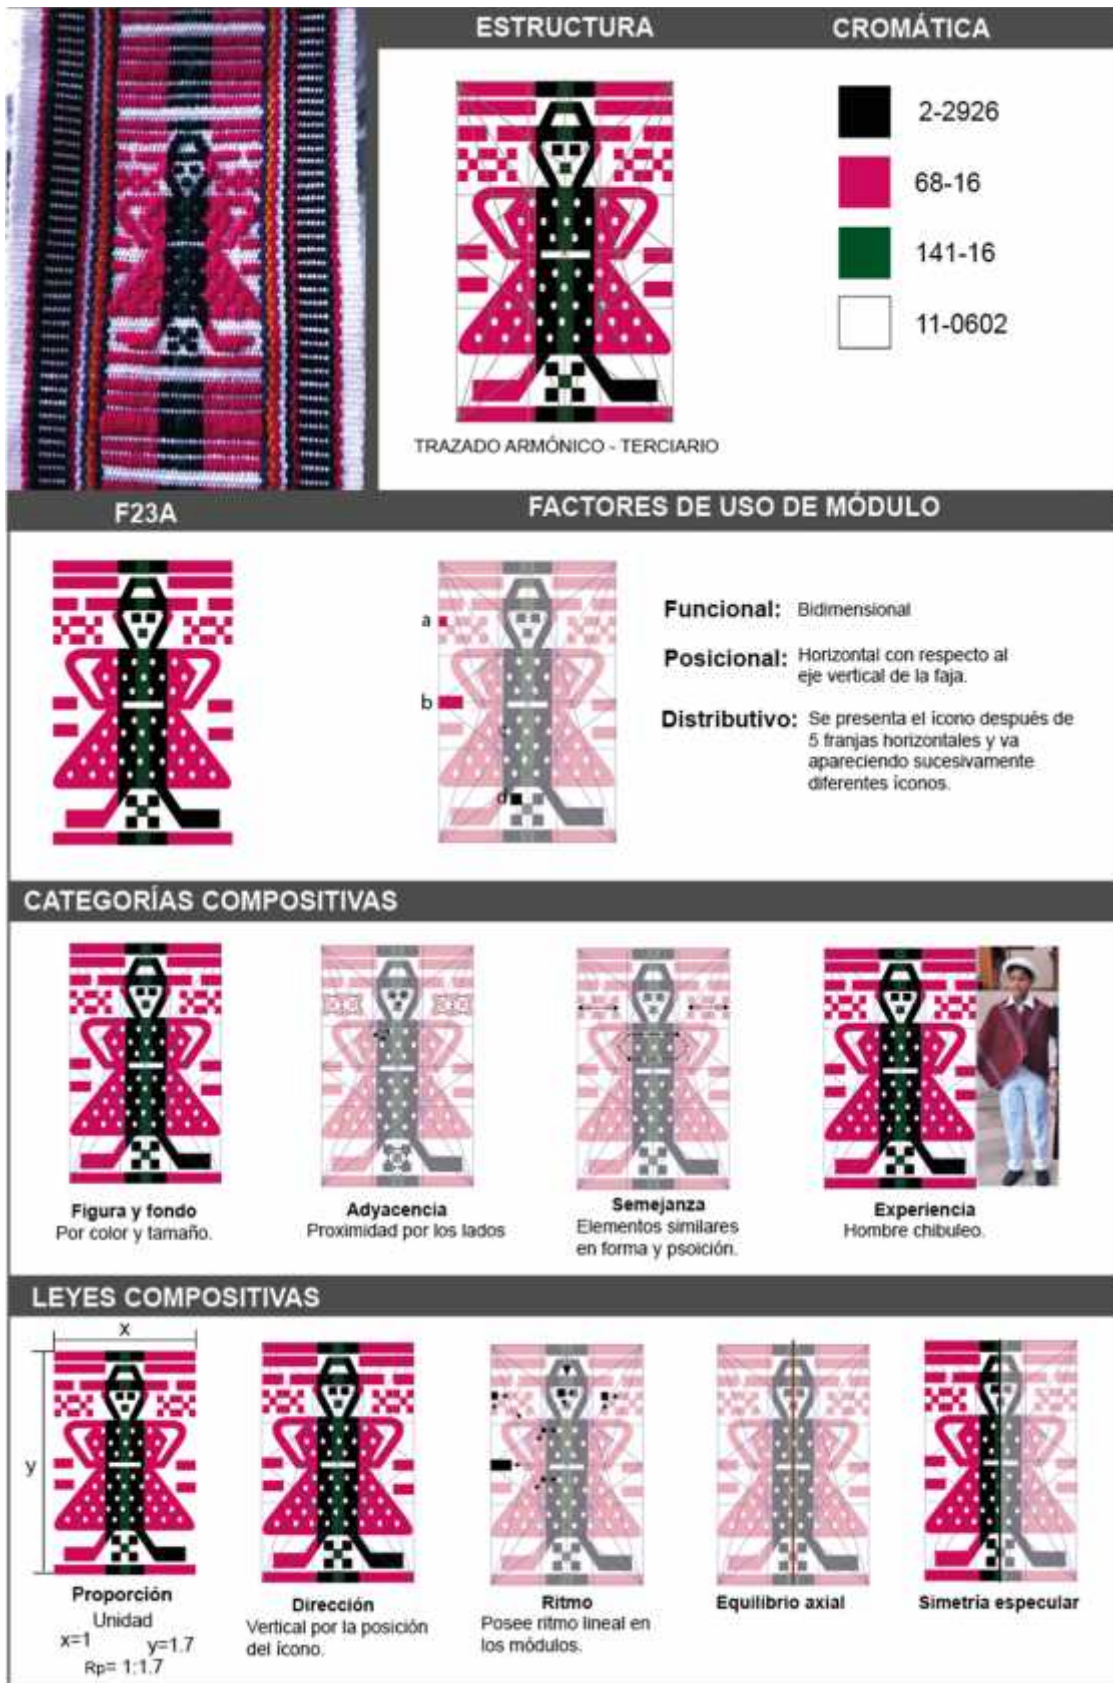 ESTRUCTURA
CROMÁTICA
2-2926
68-16
141-16
11-0602
TRAZADO ARMÓNICO - TERCIARIO
F23A
FACTORES DE USO DE MÓDULO
a
b
c
d
Funcional: Bidimensional
Posicional: Horizontal con respecto al
eje vertical de la faja.
Distributivo: Se presenta el ícono después de
5 franjas horizontales y va
apareciendo sucesivamente
diferentes íconos.
CATEGORÍAS COMPOSITIVAS
Figura y fondo
Por color y tamaño.
Adyacencia
Proximidad por los lados
Semejanza
Elementos similares
en forma y psoición.
Experiencia
Hombre chibuleo.
LEYES COMPOSITIVAS
x
y
Proporción
Unidad
x=1 y=1.7
Rp= 1:1.7
Dirección
Vertical por la posición
del ícono.
Ritmo
Posee ritmo lineal en
los módulos.
Equilibrio axial
Simetría especular